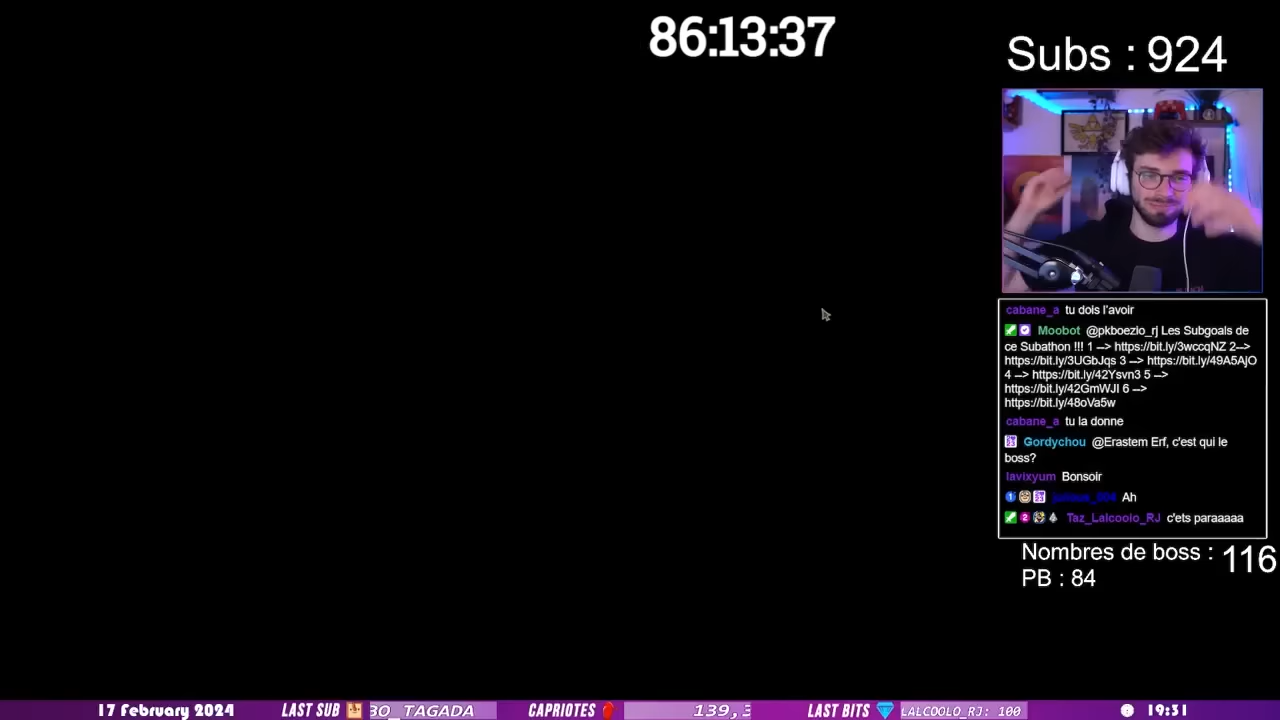 86:13:37
Subs : 924
cabane_a tu dois l'avoir
Moobot @pkboezio_rj Les Subgoals de
ce Subathon !!! 1 --> https://bit.ly/3wccqNZ 2-->
https://bit.ly/3UGbJqs 3 --> https://bit.ly/49A5AjO
4 --> https://bit.ly/42Ysvn3 5 -->
https://bit.ly/42GmWJI 6 -->
https://bit.ly/48oVa5w
cabane_a tu la donne
Gordychou @Erastem Erf, c'est qui le
boss?
lavixyum Bonsoir
Ah
Taz_Lalcoolo_RJ c'ets paraaaaa
Nombres de boss : 116
PB : 84
17 February 2024 LAST SUB BO_TAGADA CAPRIOTES 139,3 LAST BITS LALCOOLO_RJ: 100 19:31